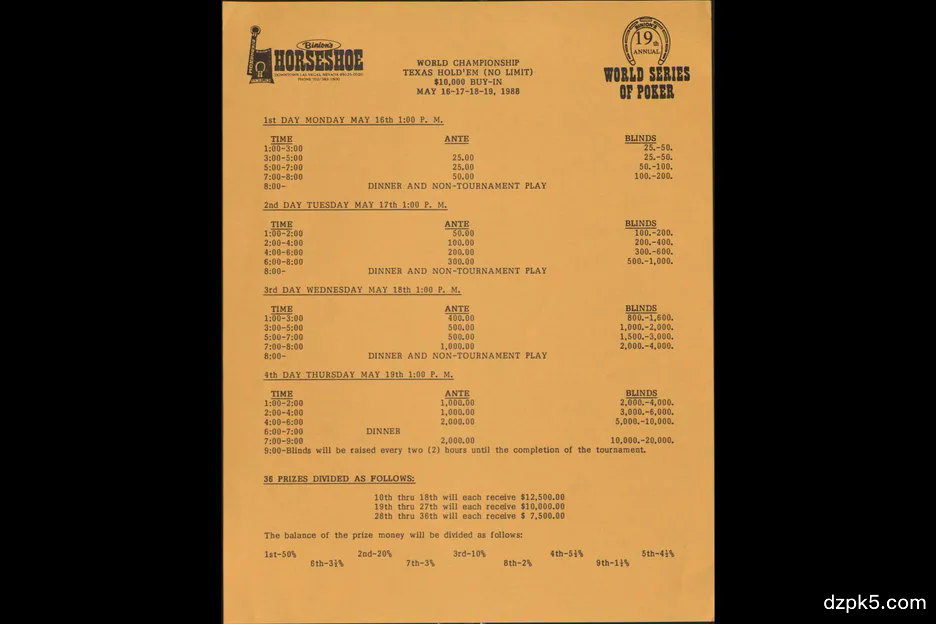 Binion's
HORSESHOE
DOWNTOWN LAS VEGAS, NEVADA
BINION'S
19th
ANNUAL
WORLD SERIES
OF POKER
WORLD CHAMPIONSHIP
TEXAS HOLD'EM (NO LIMIT)
$10,000 BUY-IN
MAY 16-17-18-19, 1988
1st DAY MONDAY MAY 16th 1:00 P. M.
TIME ANTE BLINDS
1:00-3:00 25.-50.
3:00-5:00 25.00 25.-50.
5:00-7:00 25.00 50.-100.
7:00-8:00 50.00 100.-200.
8:00- DINNER AND NON-TOURNAMENT PLAY
2nd DAY TUESDAY MAY 17th 1:00 P. M.
TIME ANTE BLINDS
1:00-2:00 50.00 100.-200.
2:00-4:00 100.00 200.-400.
4:00-6:00 200.00 300.-600.
6:00-8:00 300.00 500.-1,000.
8:00- DINNER AND NON-TOURNAMENT PLAY
3rd DAY WEDNESDAY MAY 18th 1:00 P. M.
TIME ANTE BLINDS
1:00-3:00 400.00 800.-1,600.
3:00-5:00 500.00 1,000.-2,000.
5:00-7:00 500.00 1,500.-3,000.
7:00-8:00 1,000.00 2,000.-4,000.
8:00- DINNER AND NON-TOURNAMENT PLAY
4th DAY THURSDAY MAY 19th 1:00 P. M.
TIME ANTE BLINDS
1:00-2:00 1,000.00 2,000.-4,000.
2:00-4:00 1,000.00 3,000.-6,000.
4:00-6:00 2,000.00 5,000.-10,000.
6:00-7:00 DINNER
7:00-9:00 2,000.00 10,000.-20,000.
9:00-Blinds will be raised every two (2) hours until the completion of the tournament.
36 PRIZES DIVIDED AS FOLLOWS:
10th thru 18th will each receive $12,500.00
19th thru 27th will each receive $10,000.00
28th thru 36th will each receive $ 7,500.00
The balance of the prize money will be divided as follows:
1st-50% 2nd-20% 3rd-10% 4th-5½% 5th-4½%
6th-3½% 7th-3% 8th-2% 9th-1½%
dzpk5.com